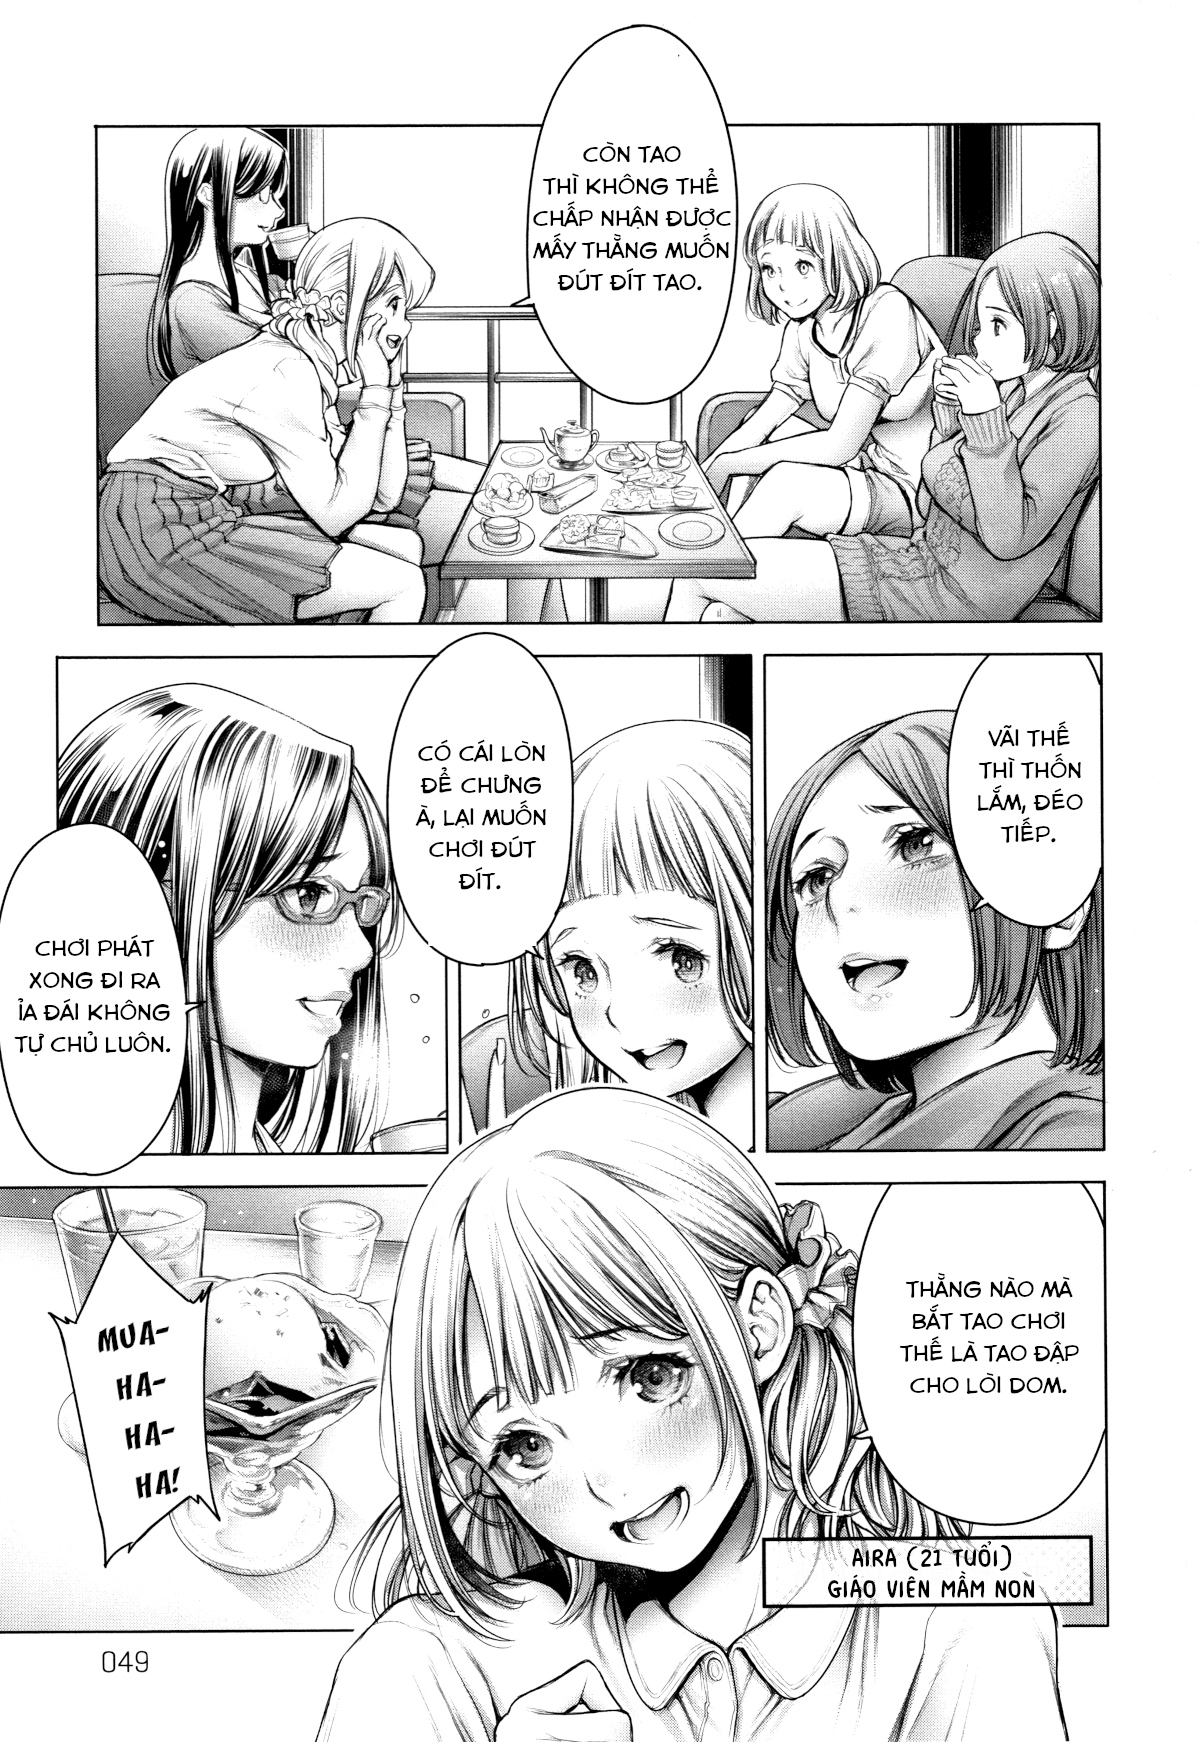 CÒN TAO
THÌ KHÔNG THỂ
CHẤP NHẬN ĐƯỢC
MẤY THẰNG MUỐN
ĐÚT ĐÍT TAO.
VÃI THẾ
THÌ THỐN
LẮM, ĐÉO
TIẾP.
CÓ CÁI LÒN
ĐỂ CHƯNG
À, LẠI MUỐN
CHƠI ĐÚT
ĐÍT.
CHƠI PHÁT
XONG ĐI RA
ỈA ĐÁI KHÔNG
TỰ CHỦ LUÔN.
THẰNG NÀO MÀ
BẮT TAO CHƠI
THẾ LÀ TAO ĐẬP
CHO LÒI DOM.
MUA-
HA-
HA-
HA!
AIRA (21 TUỔI)
GIÁO VIÊN MẦM NON
049